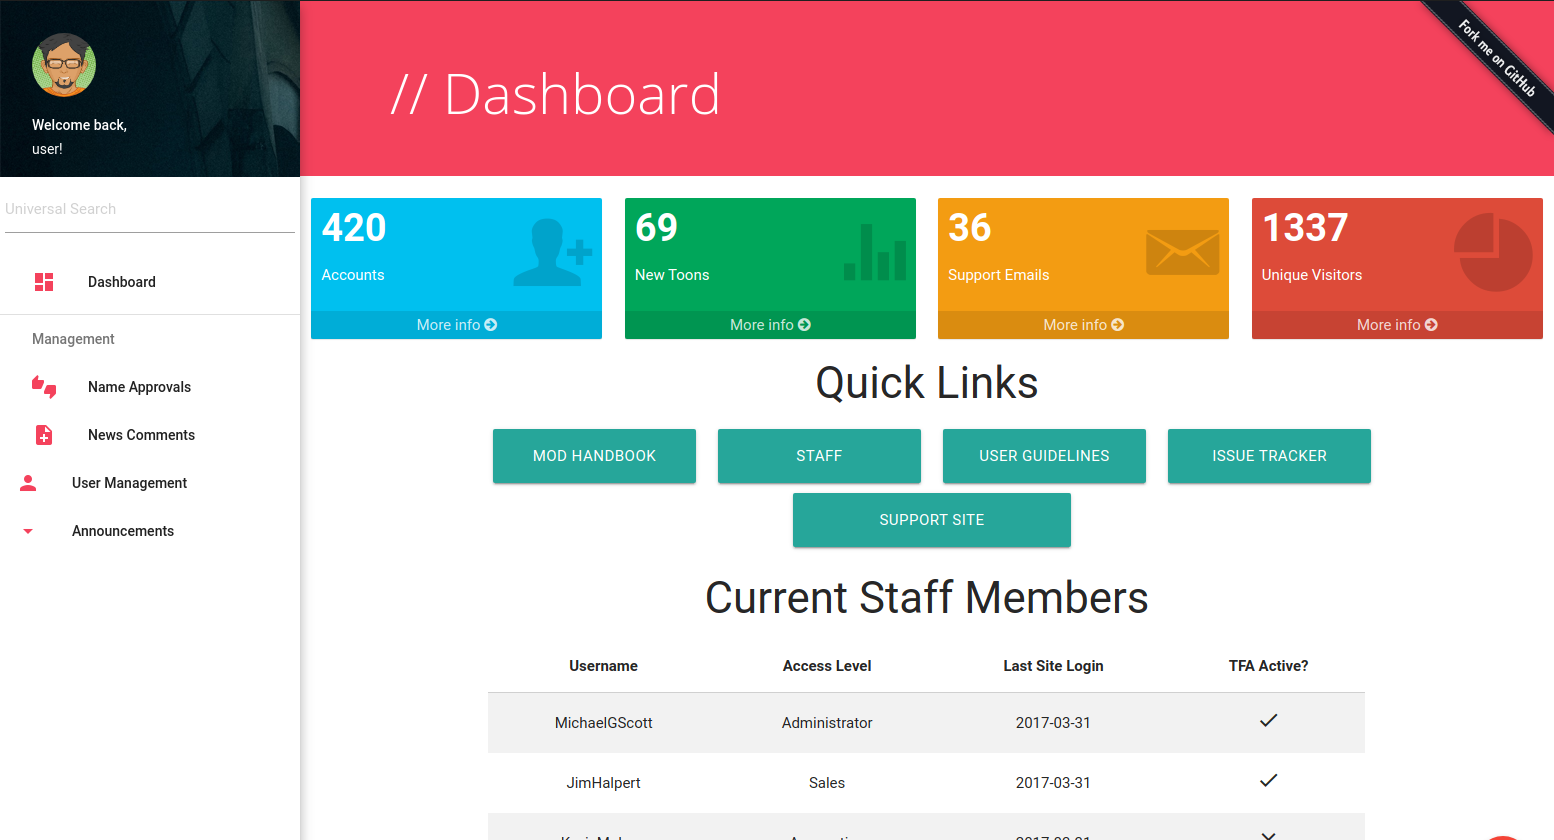 Welcome back,
user!
Universal Search
Dashboard
Management
Name Approvals
News Comments
User Management
Announcements
// Dashboard
Fork me on GitHub
420
Accounts
More info
69
New Toons
More info
36
Support Emails
More info
1337
Unique Visitors
More info
Quick Links
MOD HANDBOOK STAFF USER GUIDELINES ISSUE TRACKER
SUPPORT SITE
Current Staff Members
Username Access Level Last Site Login TFA Active?
MichaelGScott Administrator 2017-03-31
JimHalpert Sales 2017-03-31